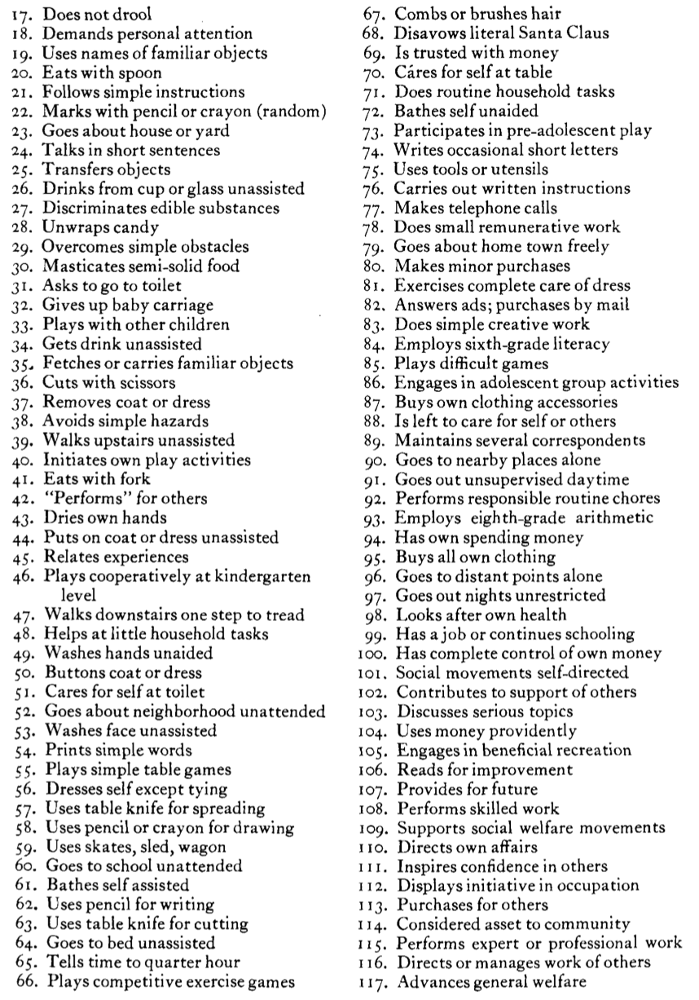 17. Does not drool
18. Demands personal attention
19. Uses names of familiar objects
20. Eats with spoon
21. Follows simple instructions
22. Marks with pencil or crayon (random)
23. Goes about house or yard
24. Talks in short sentences
25. Transfers objects
26. Drinks from cup or glass unassisted
27. Discriminates edible substances
28. Unwraps candy
29. Overcomes simple obstacles
30. Masticates semi-solid food
31. Asks to go to toilet
32. Gives up baby carriage
33. Plays with other children
34. Gets drink unassisted
35. Fetches or carries familiar objects
36. Cuts with scissors
37. Removes coat or dress
38. Avoids simple hazards
39. Walks upstairs unassisted
40. Initiates own play activities
41. Eats with fork
42. "Performs" for others
43. Dries own hands
44. Puts on coat or dress unassisted
45. Relates experiences
46. Plays cooperatively at kindergarten
level
47. Walks downstairs one step to tread
48. Helps at little household tasks
49. Washes hands unaided
50. Buttons coat or dress
51. Cares for self at toilet
52. Goes about neighborhood unattended
53. Washes face unassisted
54. Prints simple words
55. Plays simple table games
56. Dresses self except tying
57. Uses table knife for spreading
58. Uses pencil or crayon for drawing
59. Uses skates, sled, wagon
60. Goes to school unattended
61. Bathes self assisted
62. Uses pencil for writing
63. Uses table knife for cutting
64. Goes to bed unassisted
65. Tells time to quarter hour
66. Plays competitive exercise games
67. Combs or brushes hair
68. Disavows literal Santa Claus
69. Is trusted with money
70. Cares for self at table
71. Does routine household tasks
72. Bathes self unaided
73. Participates in pre-adolescent play
74. Writes occasional short letters
75. Uses tools or utensils
76. Carries out written instructions
77. Makes telephone calls
78. Does small remunerative work
79. Goes about home town freely
80. Makes minor purchases
81. Exercises complete care of dress
82. Answers ads; purchases by mail
83. Does simple creative work
84. Employs sixth-grade literacy
85. Plays difficult games
86. Engages in adolescent group activities
87. Buys own clothing accessories
88. Is left to care for self or others
89. Maintains several correspondents
90. Goes to nearby places alone
91. Goes out unsupervised daytime
92. Performs responsible routine chores
93. Employs eighth-grade arithmetic
94. Has own spending money
95. Buys all own clothing
96. Goes to distant points alone
97. Goes out nights unrestricted
98. Looks after own health
99. Has a job or continues schooling
100. Has complete control of own money
101. Social movements self-directed
102. Contributes to support of others
103. Discusses serious topics
104. Uses money providently
105. Engages in beneficial recreation
106. Reads for improvement
107. Provides for future
108. Performs skilled work
109. Supports social welfare movements
110. Directs own affairs
111. Inspires confidence in others
112. Displays initiative in occupation
113. Purchases for others
114. Considered asset to community
115. Performs expert or professional work
116. Directs or manages work of others
117. Advances general welfare